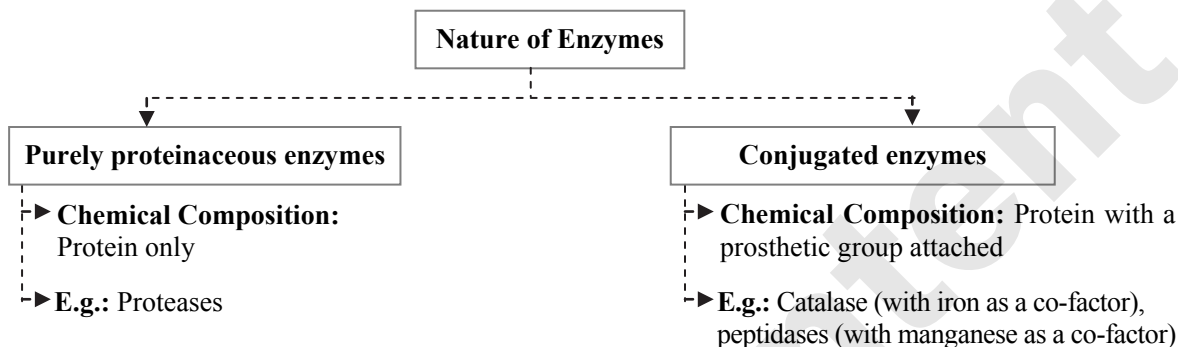 Nature of Enzymes
Purely proteinaceous enzymes
Chemical Composition:
Protein only
E.g.: Proteases
Conjugated enzymes
Chemical Composition: Protein with a
prosthetic group attached
E.g.: Catalase (with iron as a co-factor),
peptidases (with manganese as a co-factor)